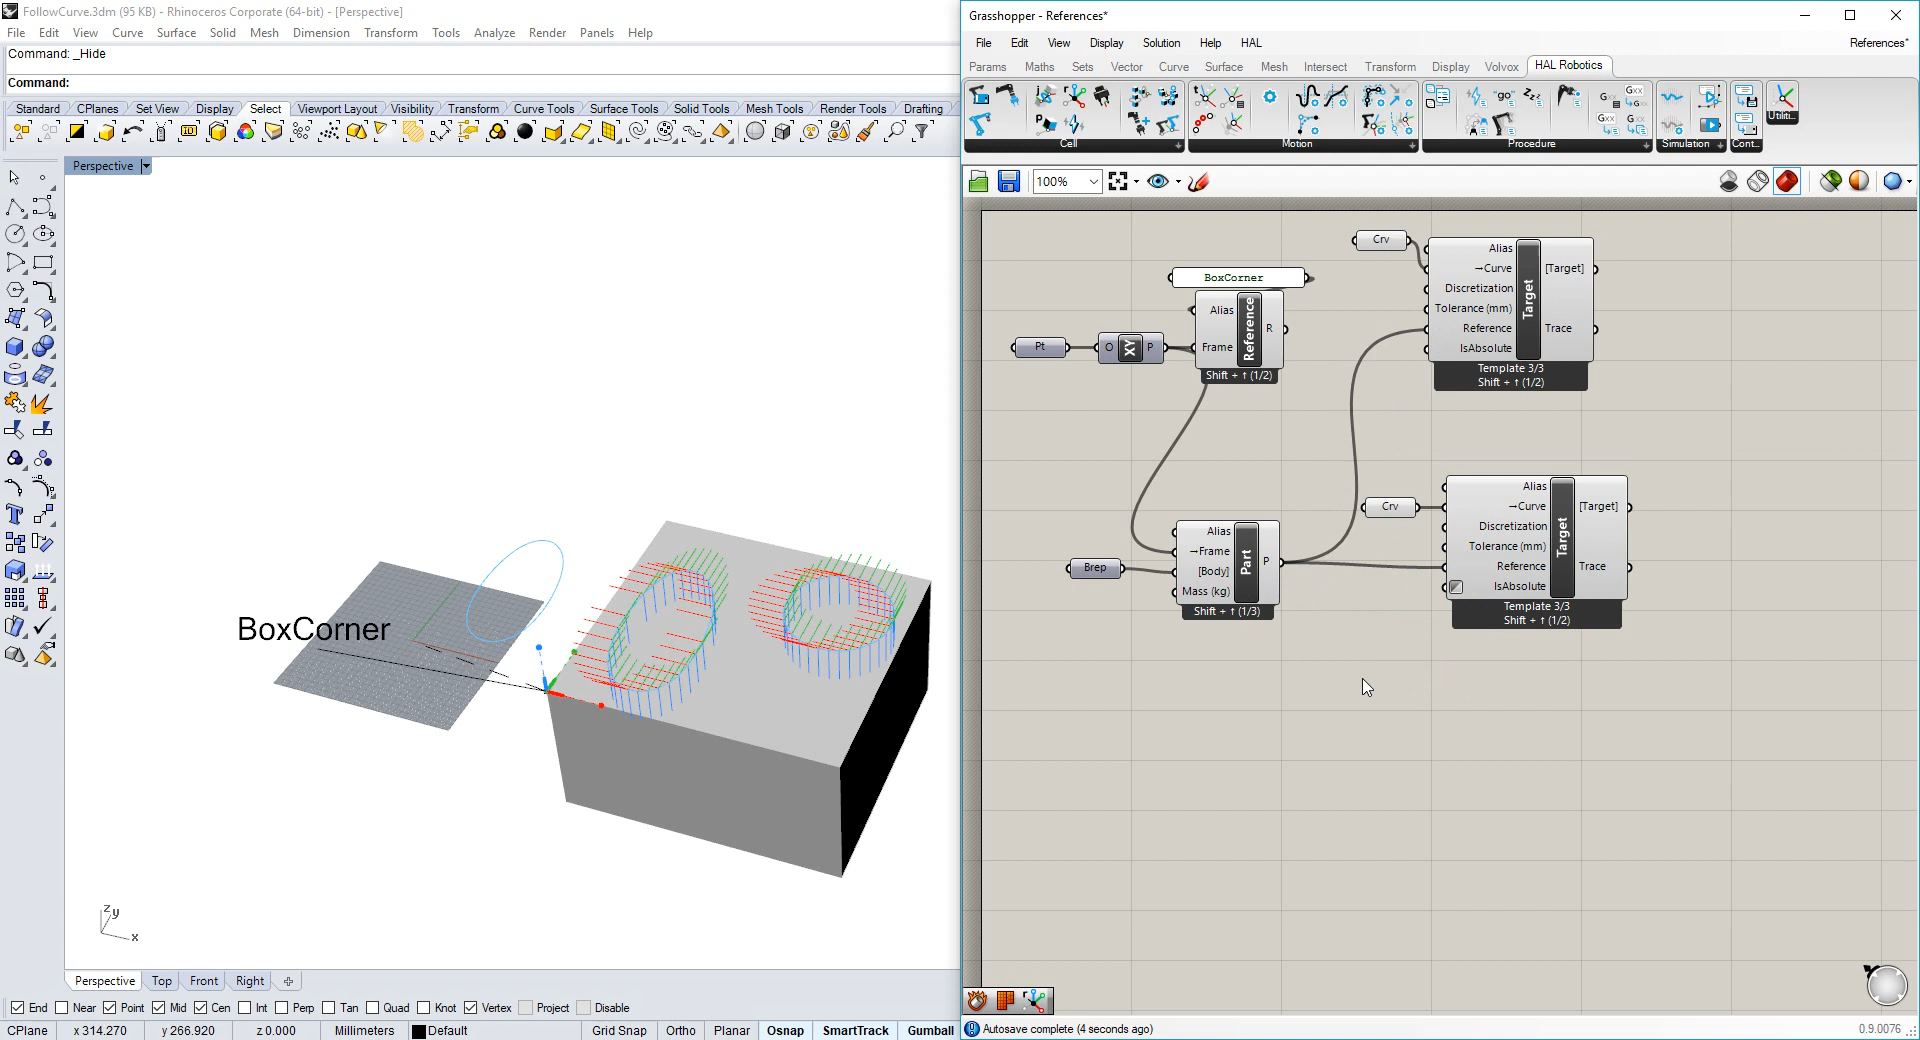 FollowCurve.3dm (95 KB) - Rhinoceros Corporate (64-bit) - [Perspective]
File Edit View Curve Surface Solid Mesh Dimension Transform Tools Analyze Render Panels Help
Command: _Hide
Command:
Standard CPlanes Set View Display Select Viewport Layout Visibility Transform Curve Tools Surface Tools Solid Tools Mesh Tools Render Tools Drafting
Perspective
BoxCorner
z y x
Perspective Top Front Right
End Near Point Mid Cen Int Perp Tan Quad Knot Vertex Project Disable
CPlane x 314.270 y 266.920 z 0.000 Millimeters Default Grid Snap Ortho Planar Osnap SmartTrack Gumball
Grasshopper - References*
File Edit View Display Solution Help HAL References*
Params Maths Sets Vector Curve Surface Mesh Intersect Transform Display Volvox HAL Robotics
Cell Motion Procedure Simulation Cont... Utiliti...
100%
Crv
Alias
→Curve
Discretization
Tolerance (mm)
Reference
IsAbsolute
Target
[Target]
Trace
Template 3/3
Shift + ↑ (1/2)
BoxCorner
Pt
O XY P
Alias
Frame
Reference
R
Shift + ↑ (1/2)
Crv
Alias
→Curve
Discretization
Tolerance (mm)
Reference
IsAbsolute
Target
[Target]
Trace
Template 3/3
Shift + ↑ (1/2)
Brep
Alias
→Frame
[Body]
Mass (kg)
Part
P
Shift + ↑ (1/3)
Autosave complete (4 seconds ago)
0.9.0076